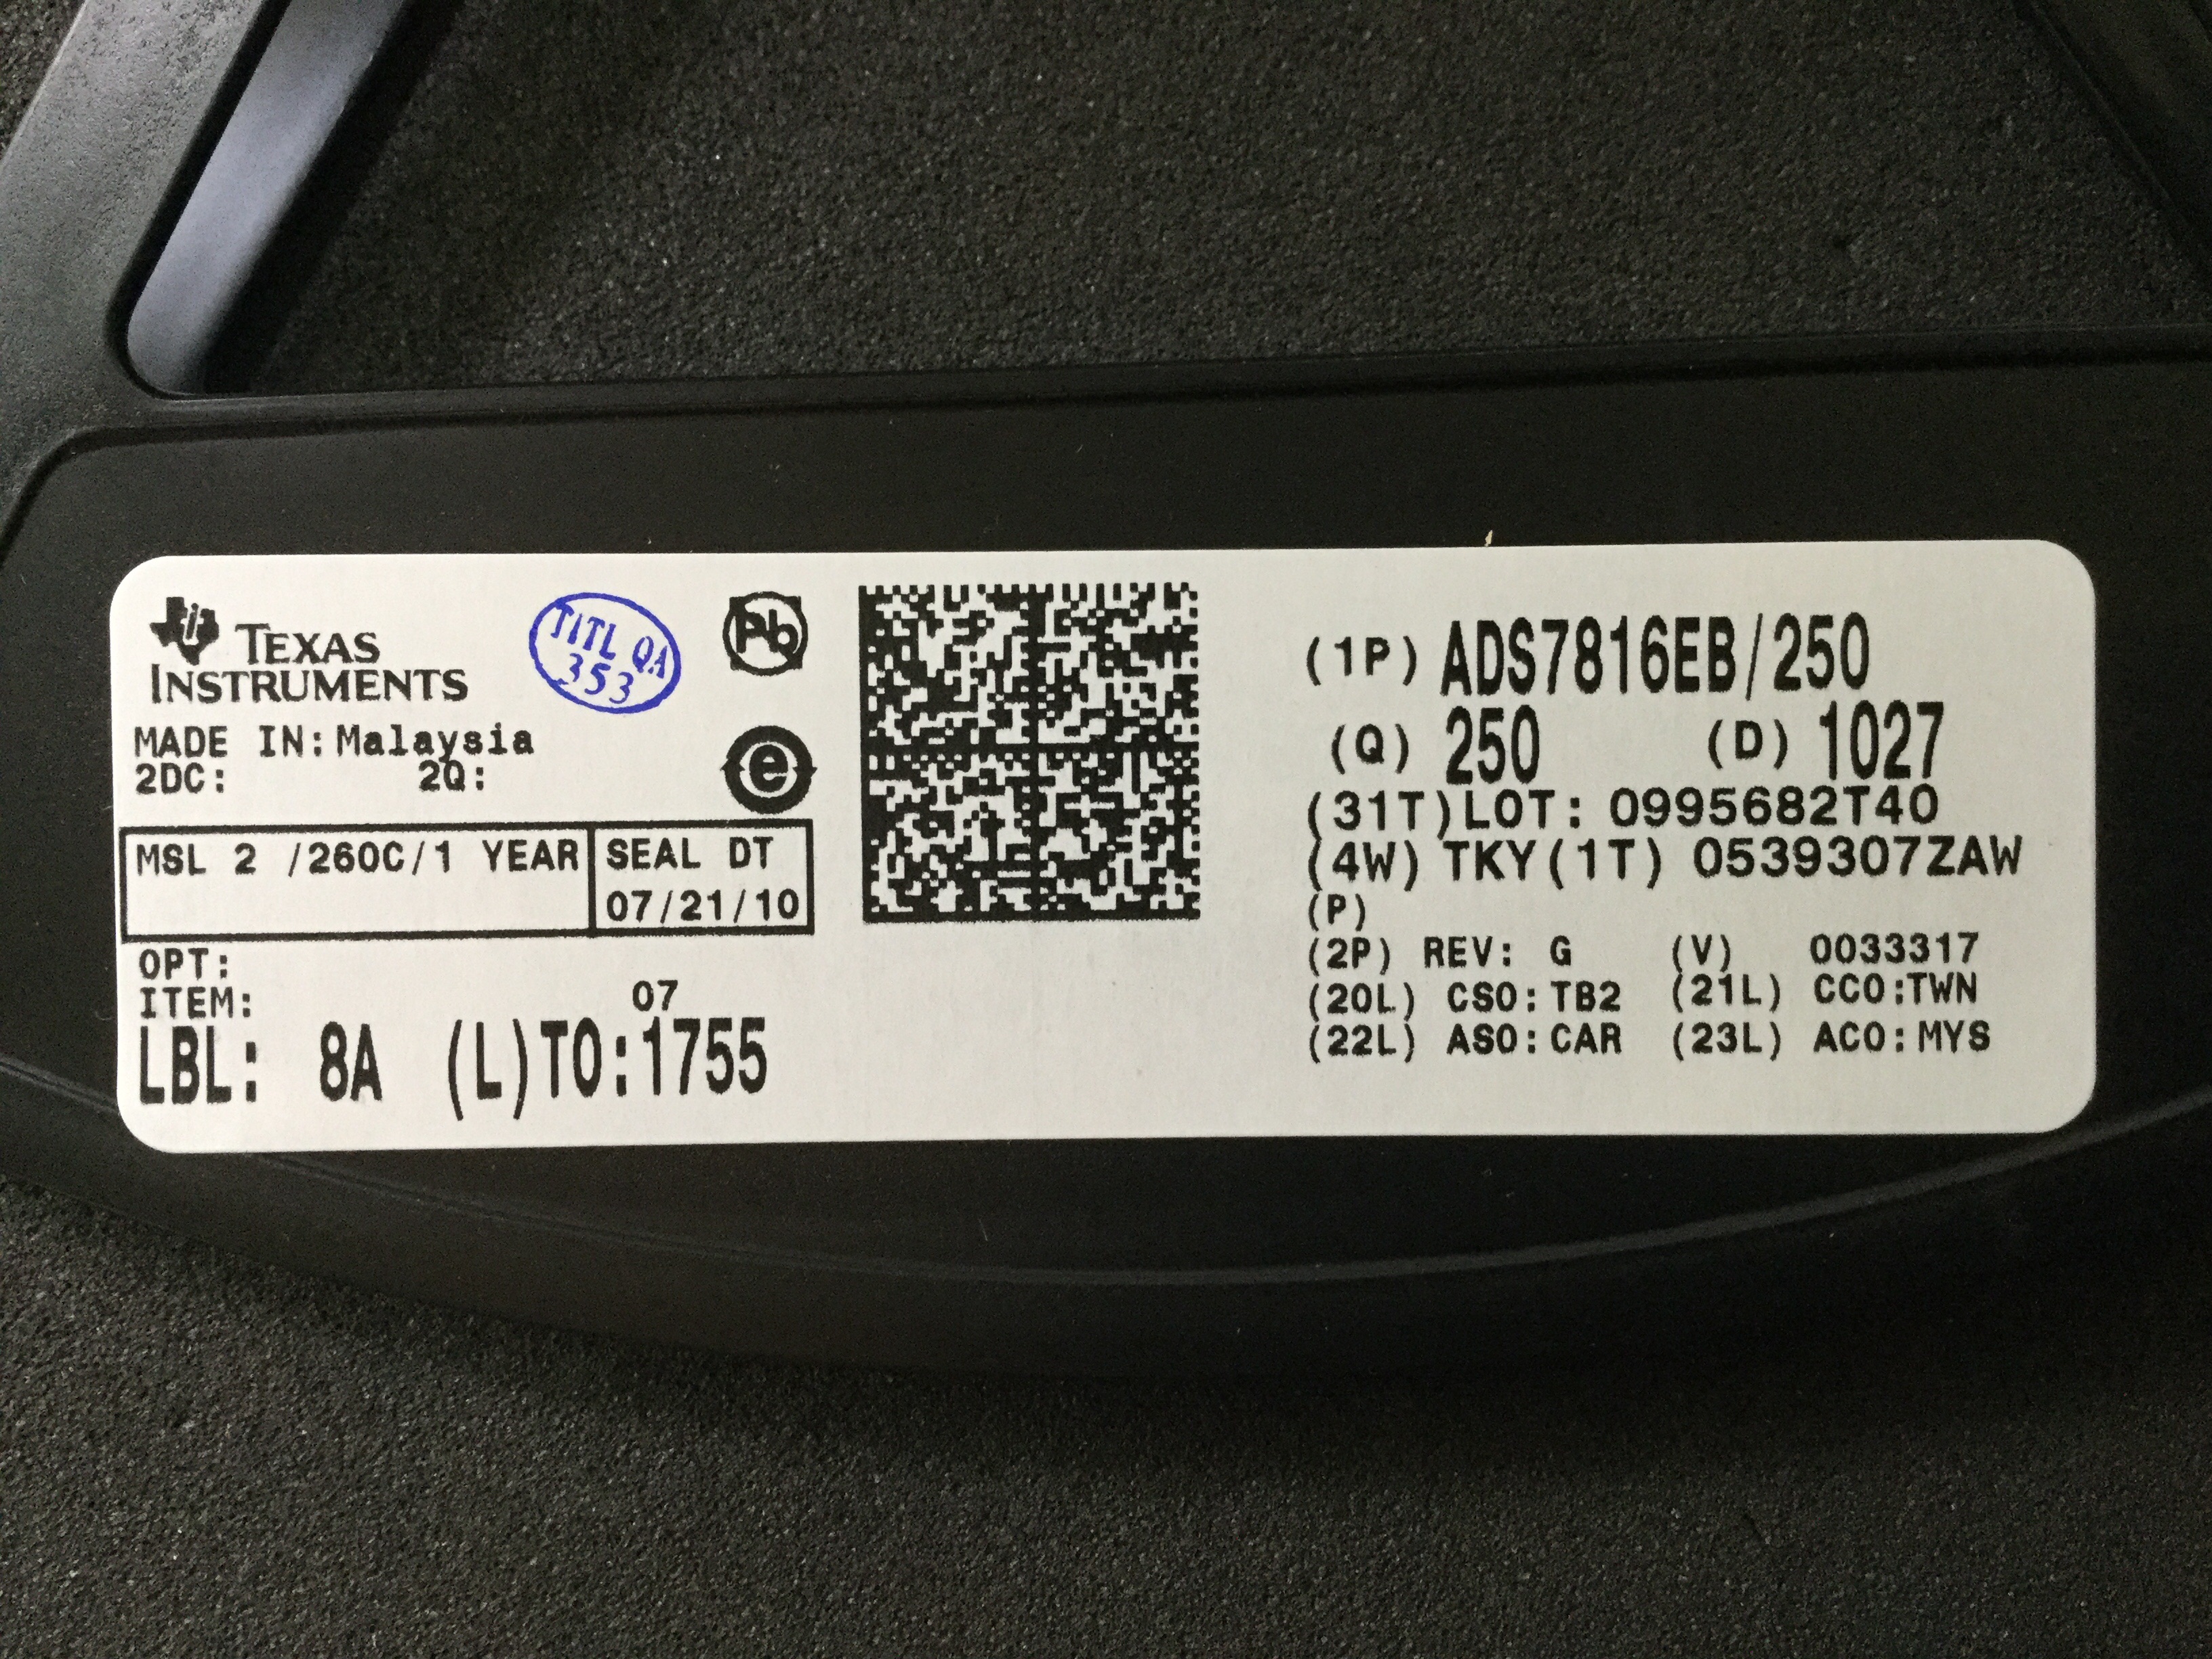 TEXAS
INSTRUMENTS
TITL QA
353
Pb
e
MADE IN: Malaysia
2DC: 2Q:
MSL 2 /260C/1 YEAR
SEAL DT
07/21/10
OPT:
ITEM: 07
LBL: 8A (L)TO:1755
(1P) ADS7816EB/250
(Q) 250 (D) 1027
(31T)LOT: 0995682T40
(4W) TKY(1T) 0539307ZAW
(P)
(2P) REV: G (V) 0033317
(20L) CSO:TB2 (21L) CCO:TWN
(22L) ASO:CAR (23L) ACO:MYS